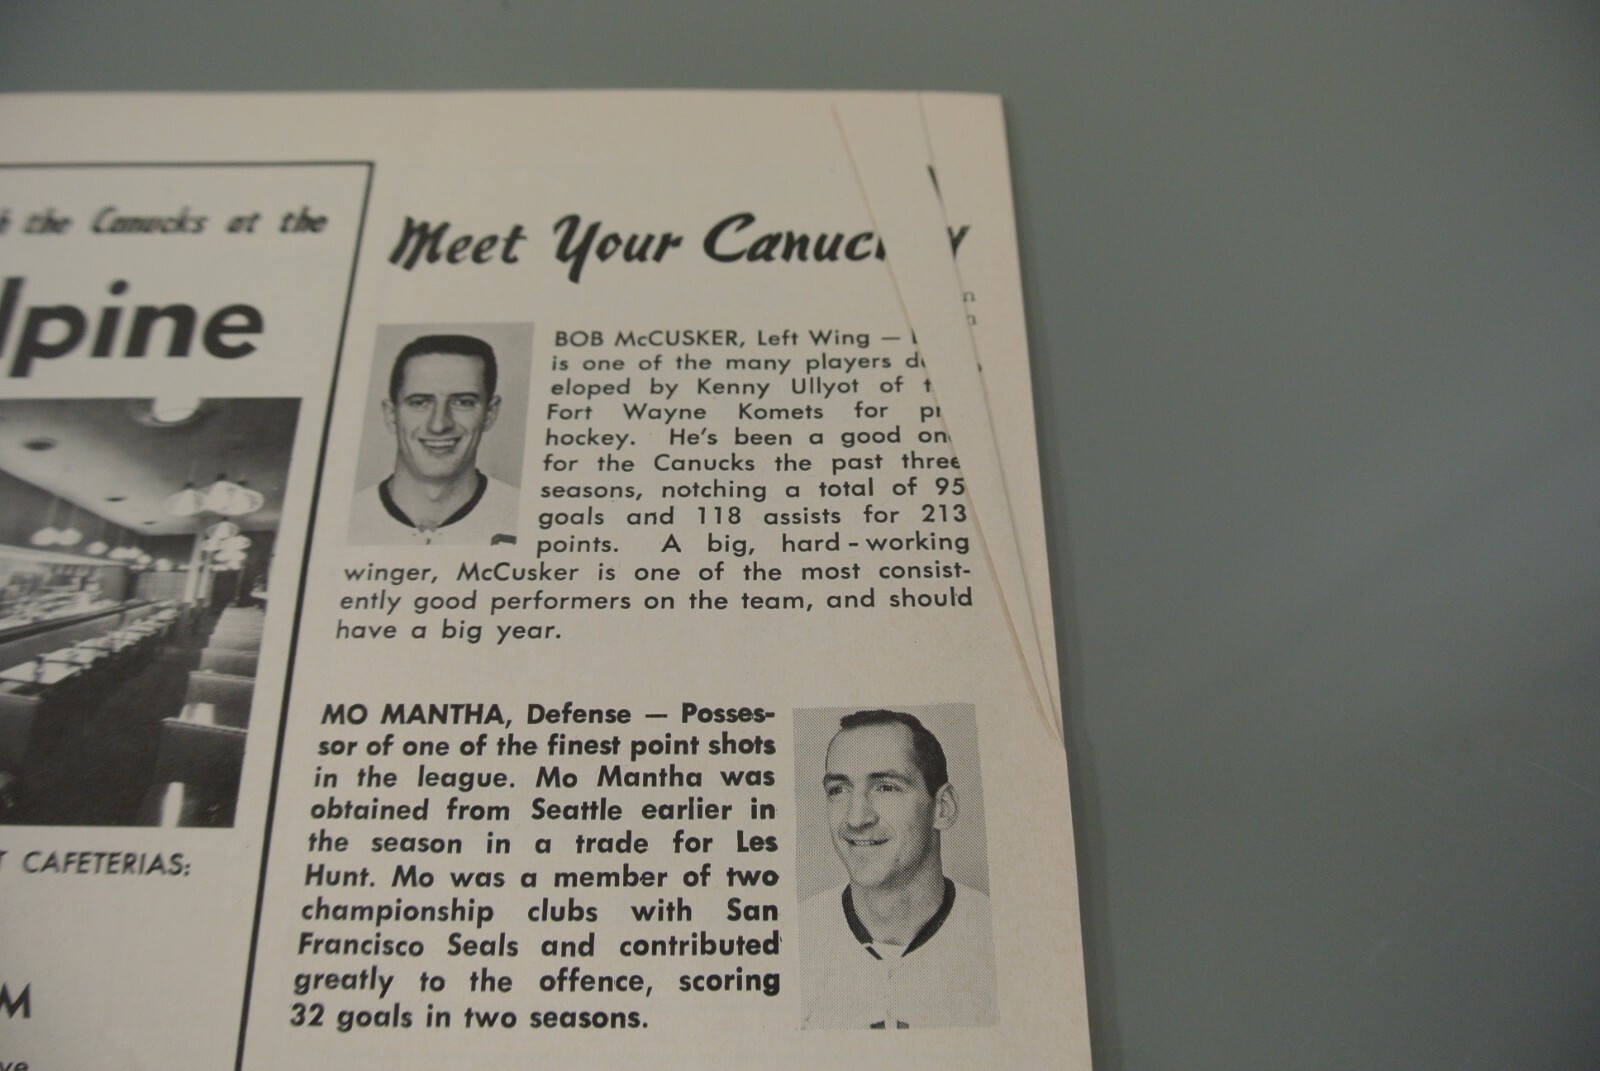 the Canucks at the
lpine
T CAFETERIAS:
M
ve
Meet Your Canuc
BOB McCUSKER, Left Wing —
is one of the many players d
eloped by Kenny Ullyot of t
Fort Wayne Komets for p
hockey. He's been a good on
for the Canucks the past three
seasons, notching a total of 95
goals and 118 assists for 213
points. A big, hard-working
winger, McCusker is one of the most consist-
ently good performers on the team, and should
have a big year.
MO MANTHA, Defense — Posses-
sor of one of the finest point shots
in the league. Mo Mantha was
obtained from Seattle earlier in
the season in a trade for Les
Hunt. Mo was a member of two
championship clubs with San
Francisco Seals and contributed
greatly to the offence, scoring
32 goals in two seasons.